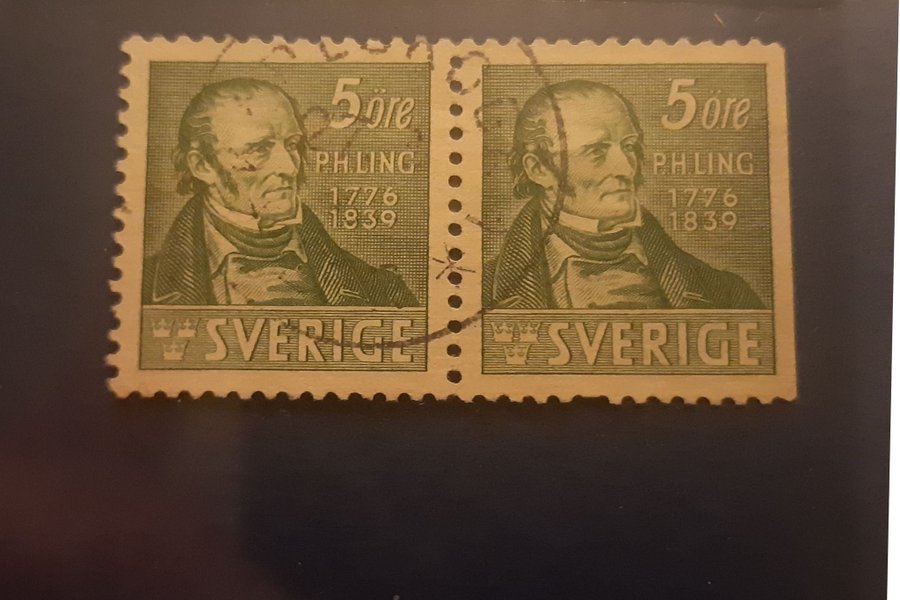 5 öre
P.H.LING
1776
1839
SVERIGE
5 öre
P.H.LING
1776
1839
SVERIGE